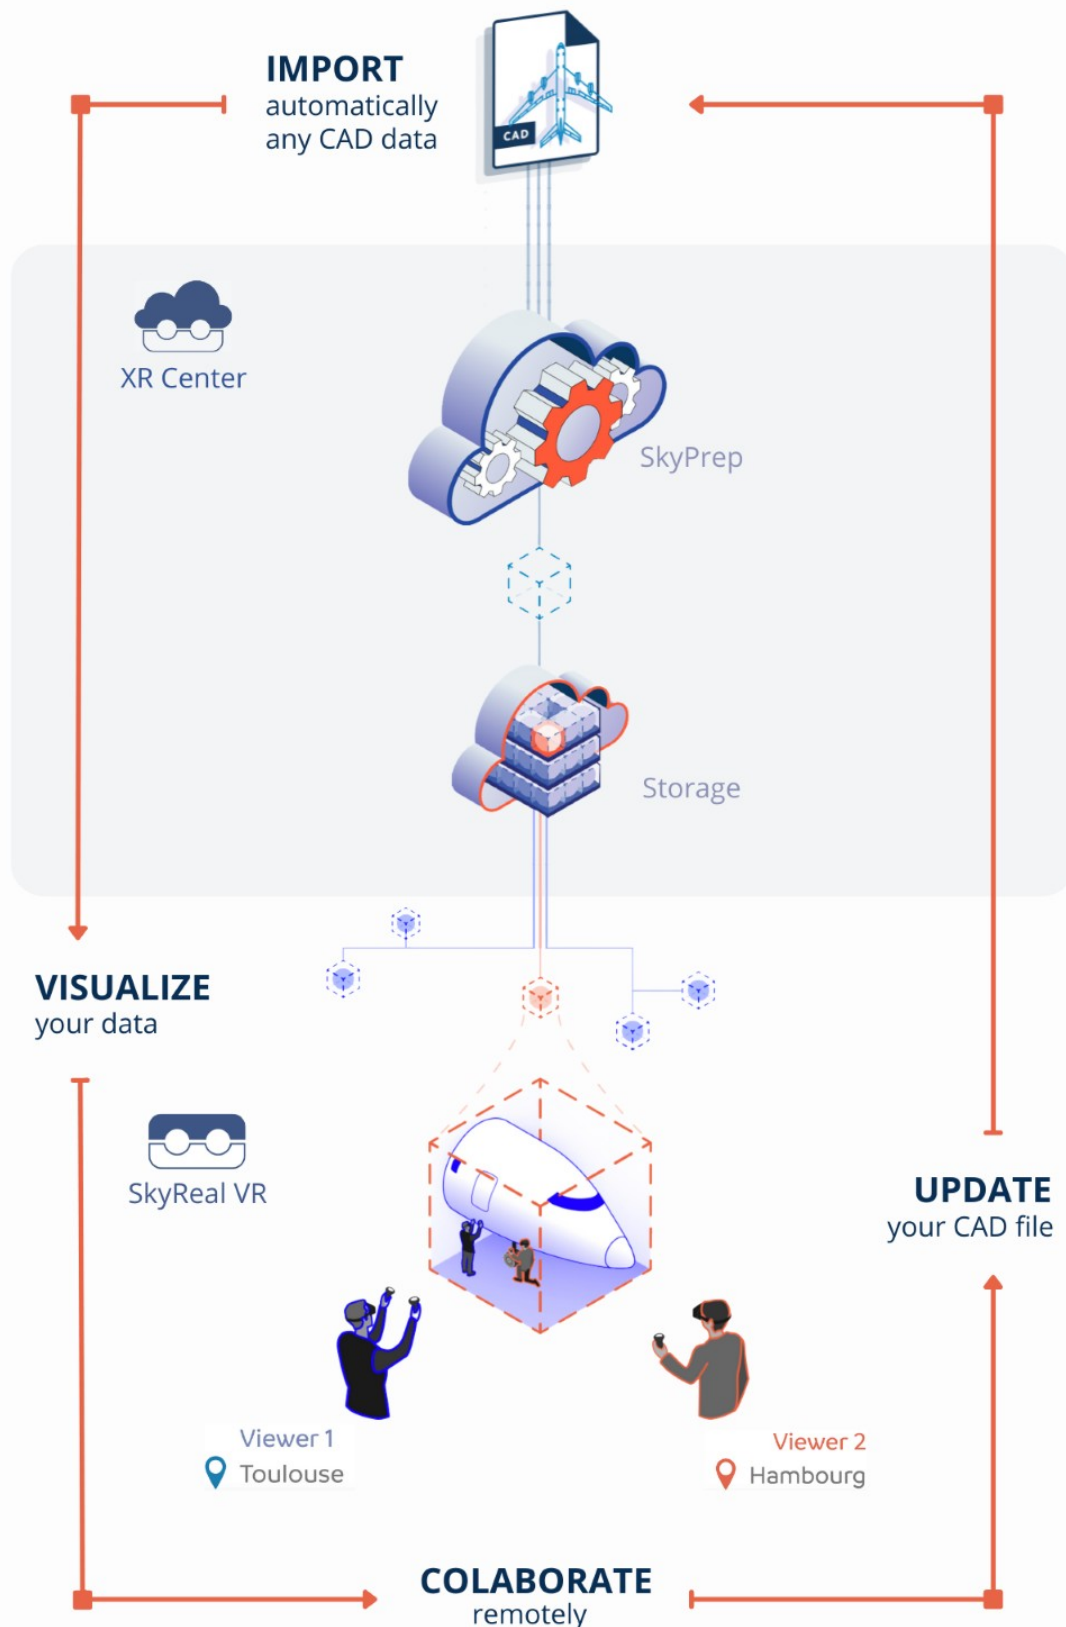 IMPORT
automatically
any CAD data
CAD
XR Center
SkyPrep
Storage
VISUALIZE
your data
SkyReal VR
UPDATE
your CAD file
Viewer 1
Toulouse
Viewer 2
Hambourg
COLABORATE
remotely